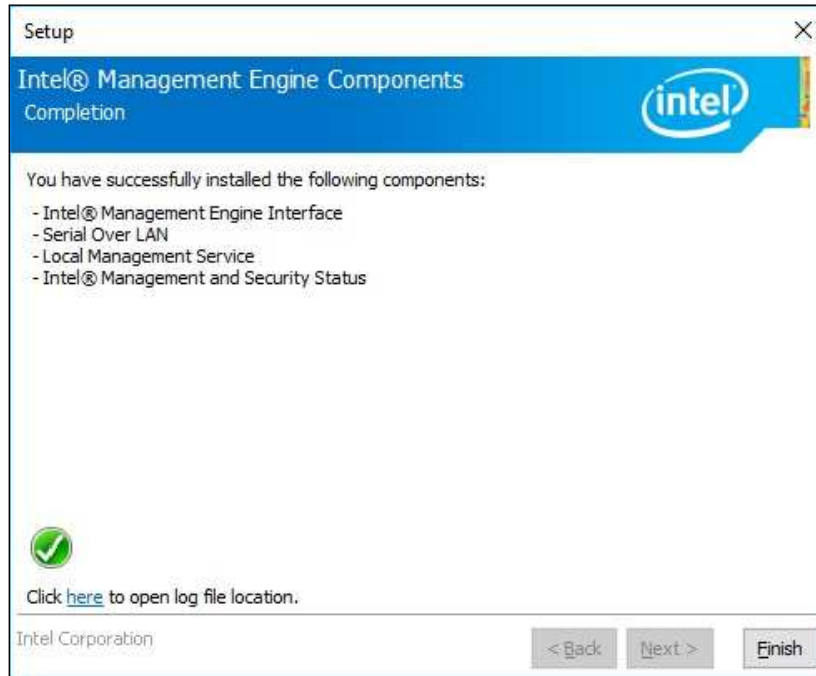 Setup
Intel® Management Engine Components
Completion
intel
You have successfully installed the following components:
- Intel® Management Engine Interface
- Serial Over LAN
- Local Management Service
- Intel® Management and Security Status
Click here to open log file location.
Intel Corporation
< Back
Next >
Finish